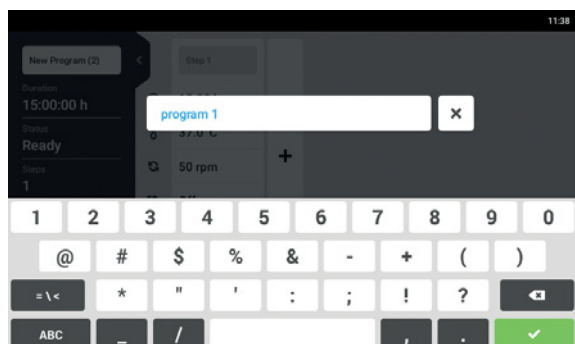 11:38
New Program (2)
<
Step 1
Duration
15:00:00 h
program 1
×
Status
Ready
37.0 °C
+
Steps
1
50 rpm
1 2 3 4 5 6 7 8 9 0
@ # $ % & - + ( )
= \ < * " ' : ; ! ?
ABC _ / , .